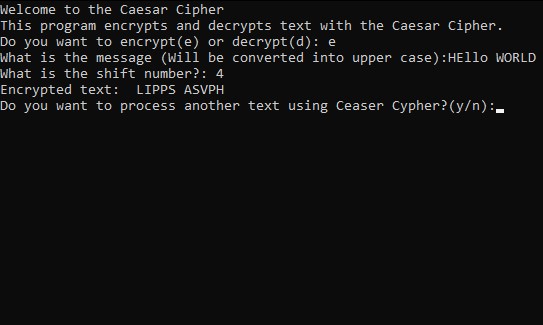 Welcome to the Caesar Cipher
This program encrypts and decrypts text with the Caesar Cipher.
Do you want to encrypt(e) or decrypt(d): e
What is the message (Will be converted into upper case):HEllo WORLD
What is the shift number?: 4
Encrypted text:  LIPPS ASVPH
Do you want to process another text using Ceaser Cypher?(y/n):